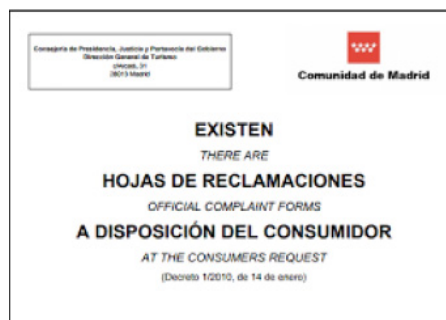 Consejería de Presidencia, Justicia y Portavocía del Gobierno
Dirección General de Turismo
c/Alcalá, 31
28013 Madrid
Comunidad de Madrid
EXISTEN
THERE ARE
HOJAS DE RECLAMACIONES
OFFICIAL COMPLAINT FORMS
A DISPOSICIÓN DEL CONSUMIDOR
AT THE CONSUMERS REQUEST
(Decreto 1/2010, de 14 de enero)